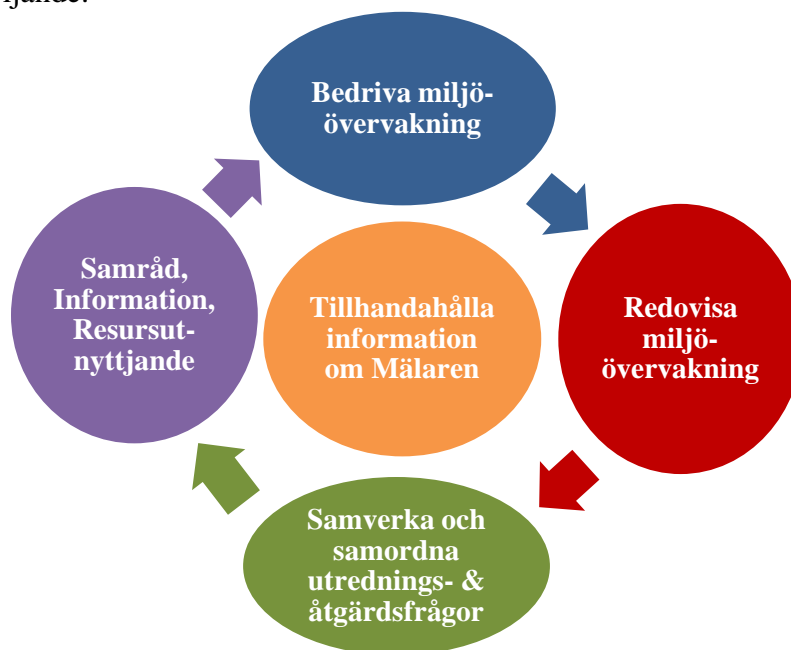 Bedriva miljö-
övervakning
Samråd,
Information,
Resursut-
nyttjande
Tillhandahålla
information
om Mälaren
Redovisa
miljö-
övervakning
Samverka och
samordna
utrednings- &
åtgärdsfrågor